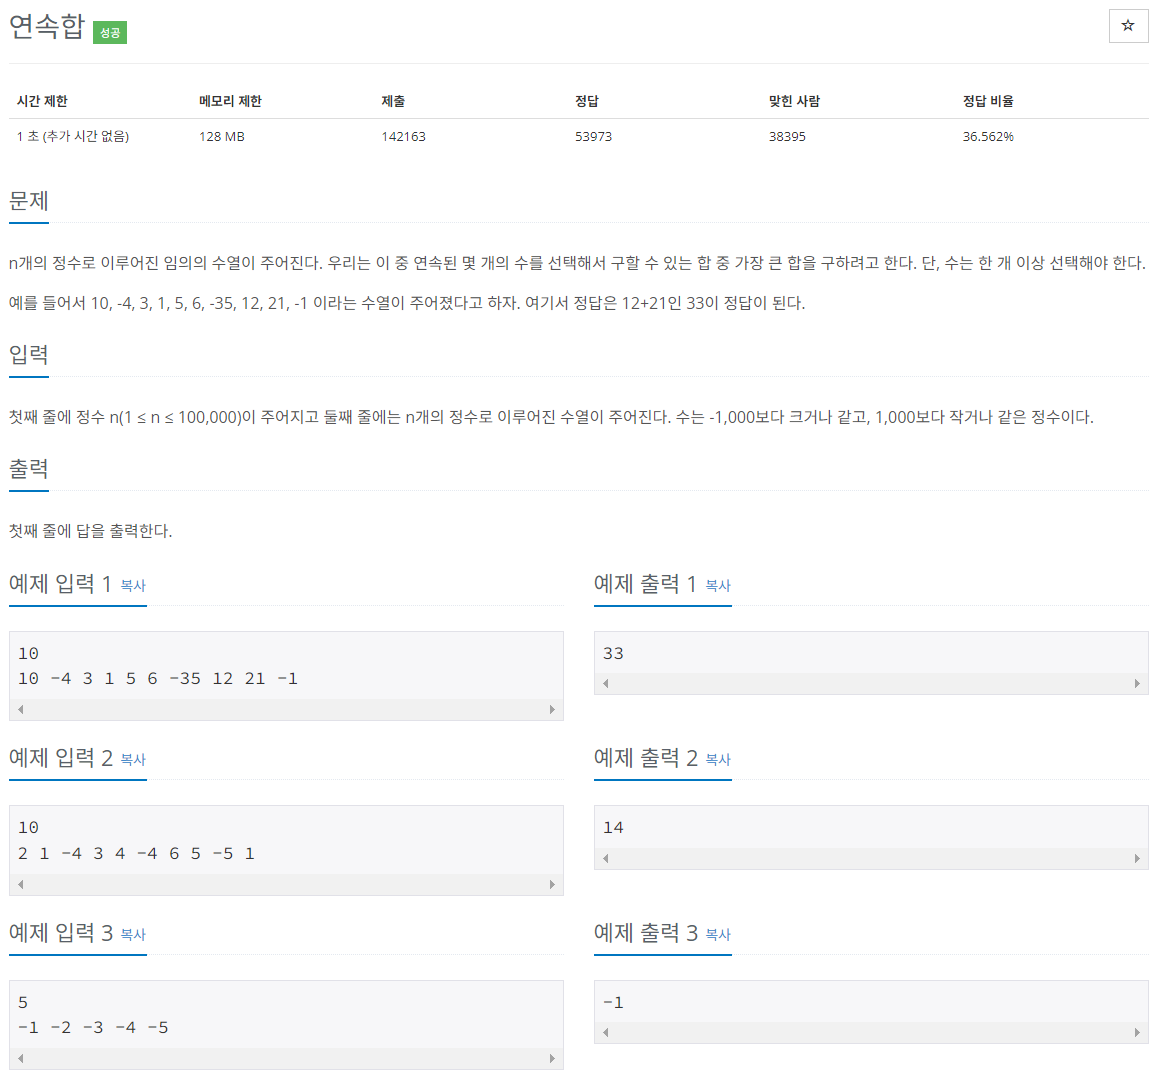 연속합 성공
☆
시간 제한 메모리 제한 제출 정답 맞힌 사람 정답 비율
1 초 (추가 시간 없음) 128 MB 142163 53973 38395 36.562%
문제
n개의 정수로 이루어진 임의의 수열이 주어진다. 우리는 이 중 연속된 몇 개의 수를 선택해서 구할 수 있는 합 중 가장 큰 합을 구하려고 한다. 단, 수는 한 개 이상 선택해야 한다.
예를 들어서 10, -4, 3, 1, 5, 6, -35, 12, 21, -1 이라는 수열이 주어졌다고 하자. 여기서 정답은 12+21인 33이 정답이 된다.
입력
첫째 줄에 정수 n(1 ≤ n ≤ 100,000)이 주어지고 둘째 줄에는 n개의 정수로 이루어진 수열이 주어진다. 수는 -1,000보다 크거나 같고, 1,000보다 작거나 같은 정수이다.
출력
첫째 줄에 답을 출력한다.
예제 입력 1 복사
10
10 -4 3 1 5 6 -35 12 21 -1
예제 출력 1 복사
33
예제 입력 2 복사
10
2 1 -4 3 4 -4 6 5 -5 1
예제 출력 2 복사
14
예제 입력 3 복사
5
-1 -2 -3 -4 -5
예제 출력 3 복사
-1